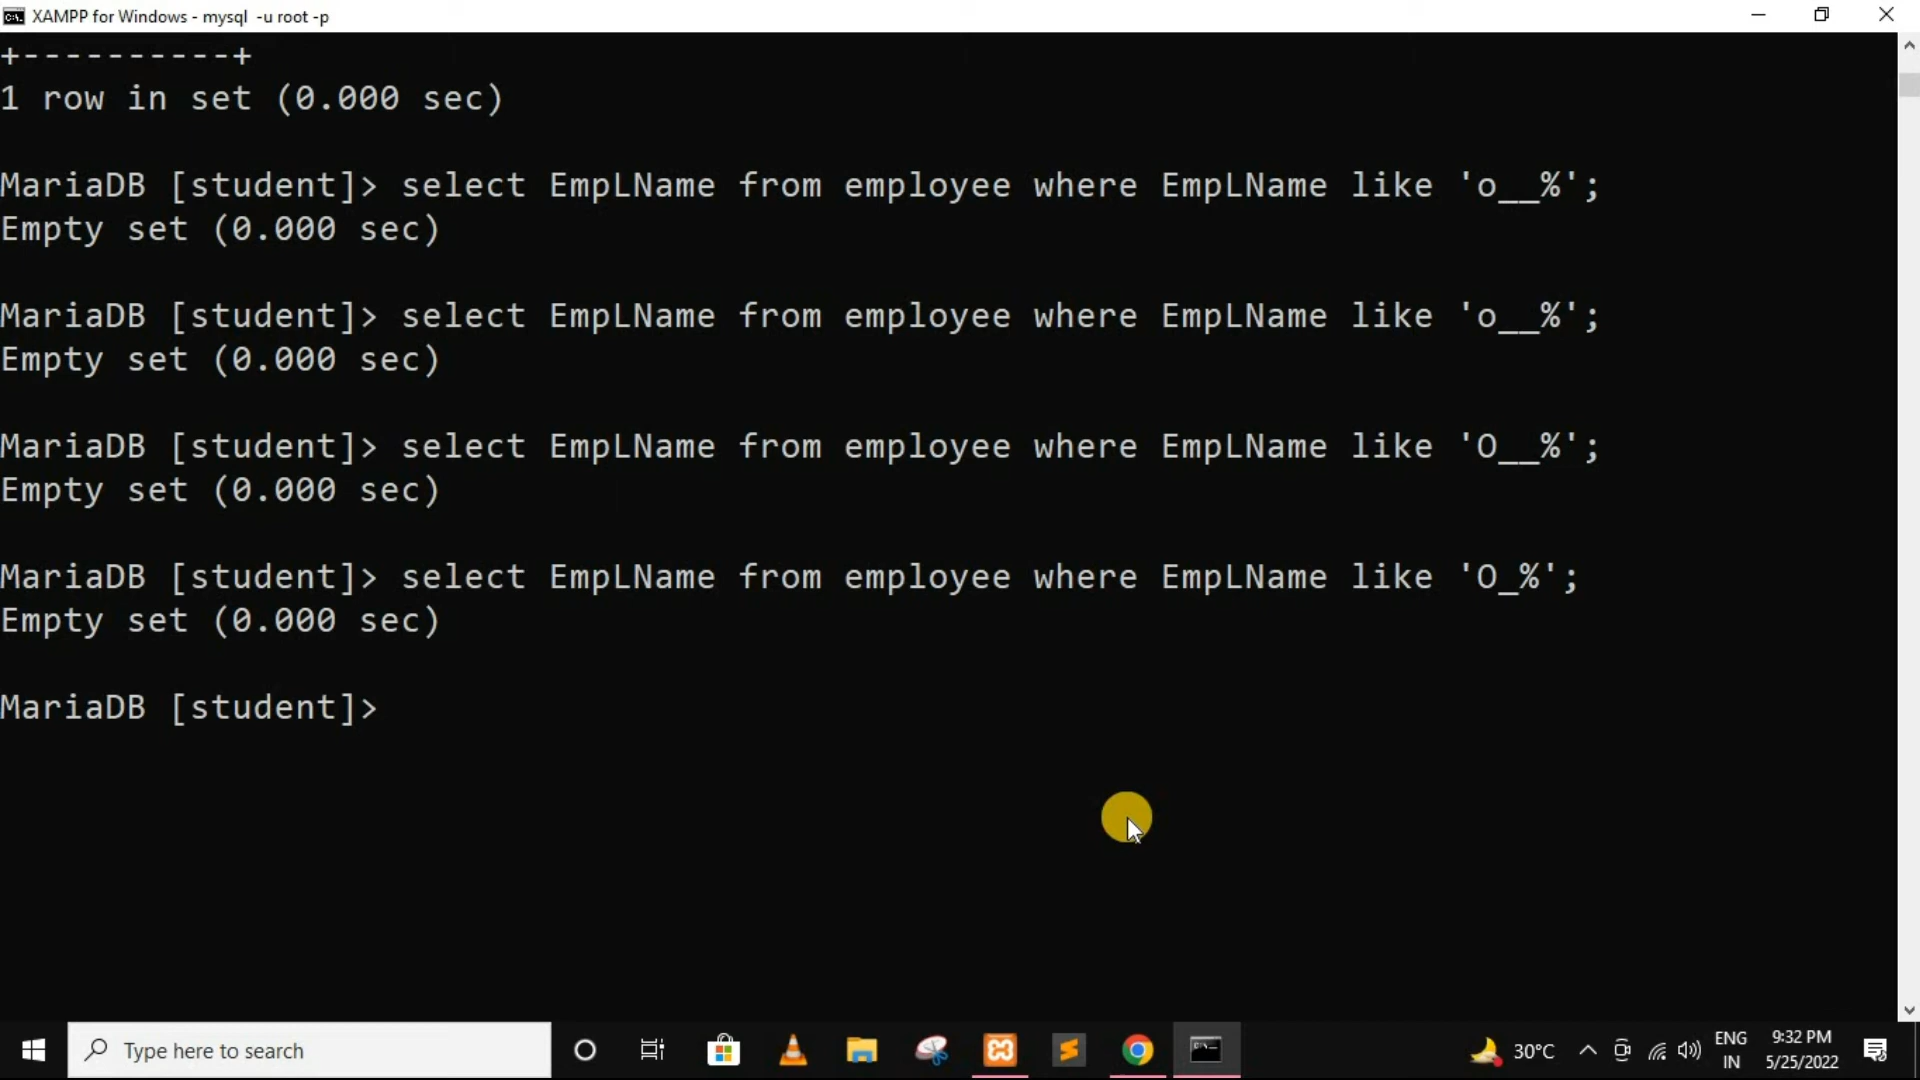 XAMPP for Windows - mysql -u root -p
+----------+
1 row in set (0.000 sec)
MariaDB [student]> select EmpLName from employee where EmpLName like 'o__%';
Empty set (0.000 sec)
MariaDB [student]> select EmpLName from employee where EmpLName like 'o__%';
Empty set (0.000 sec)
MariaDB [student]> select EmpLName from employee where EmpLName like 'O__%';
Empty set (0.000 sec)
MariaDB [student]> select EmpLName from employee where EmpLName like 'O_%';
Empty set (0.000 sec)
MariaDB [student]>
Type here to search
30°C
ENG
IN
9:32 PM
5/25/2022